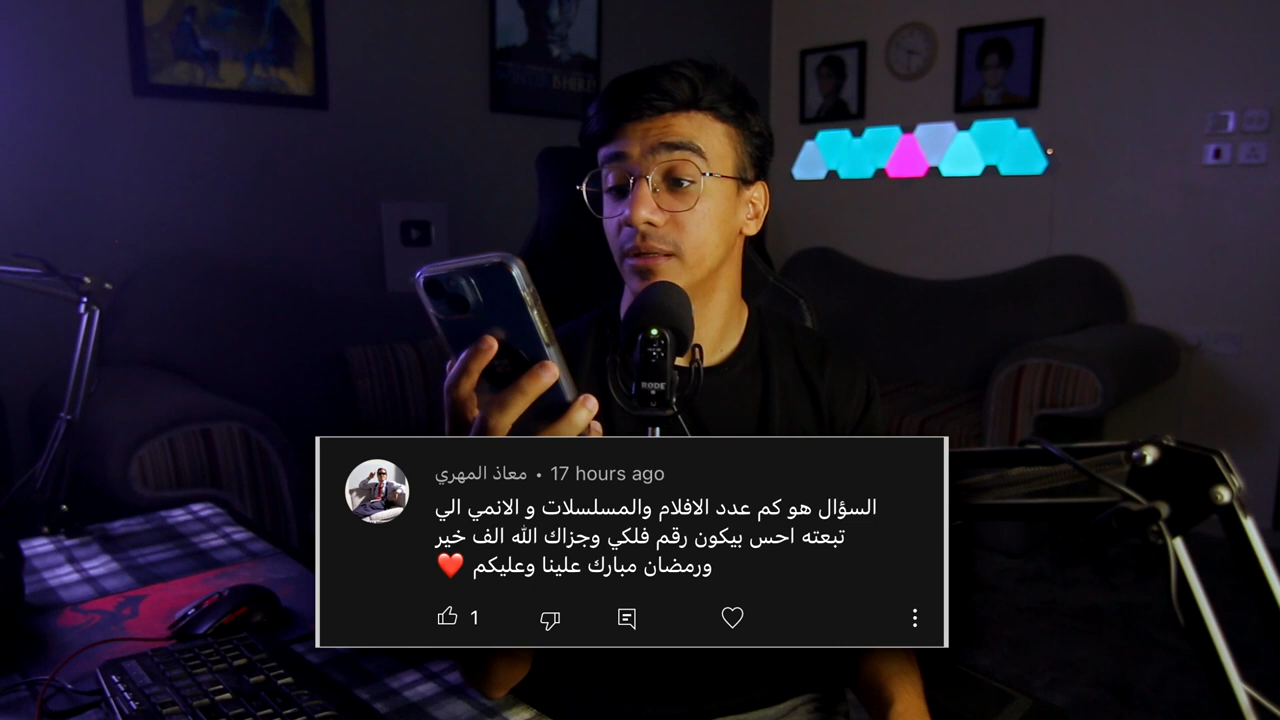 RODE
معاذ المهري • 17 hours ago
السؤال هو كم عدد الافلام والمسلسلات و الانمي الي
تبعته احس بيكون رقم فلكي وجزاك الله الف خير
ورمضان مبارك علينا وعليكم ❤️
1